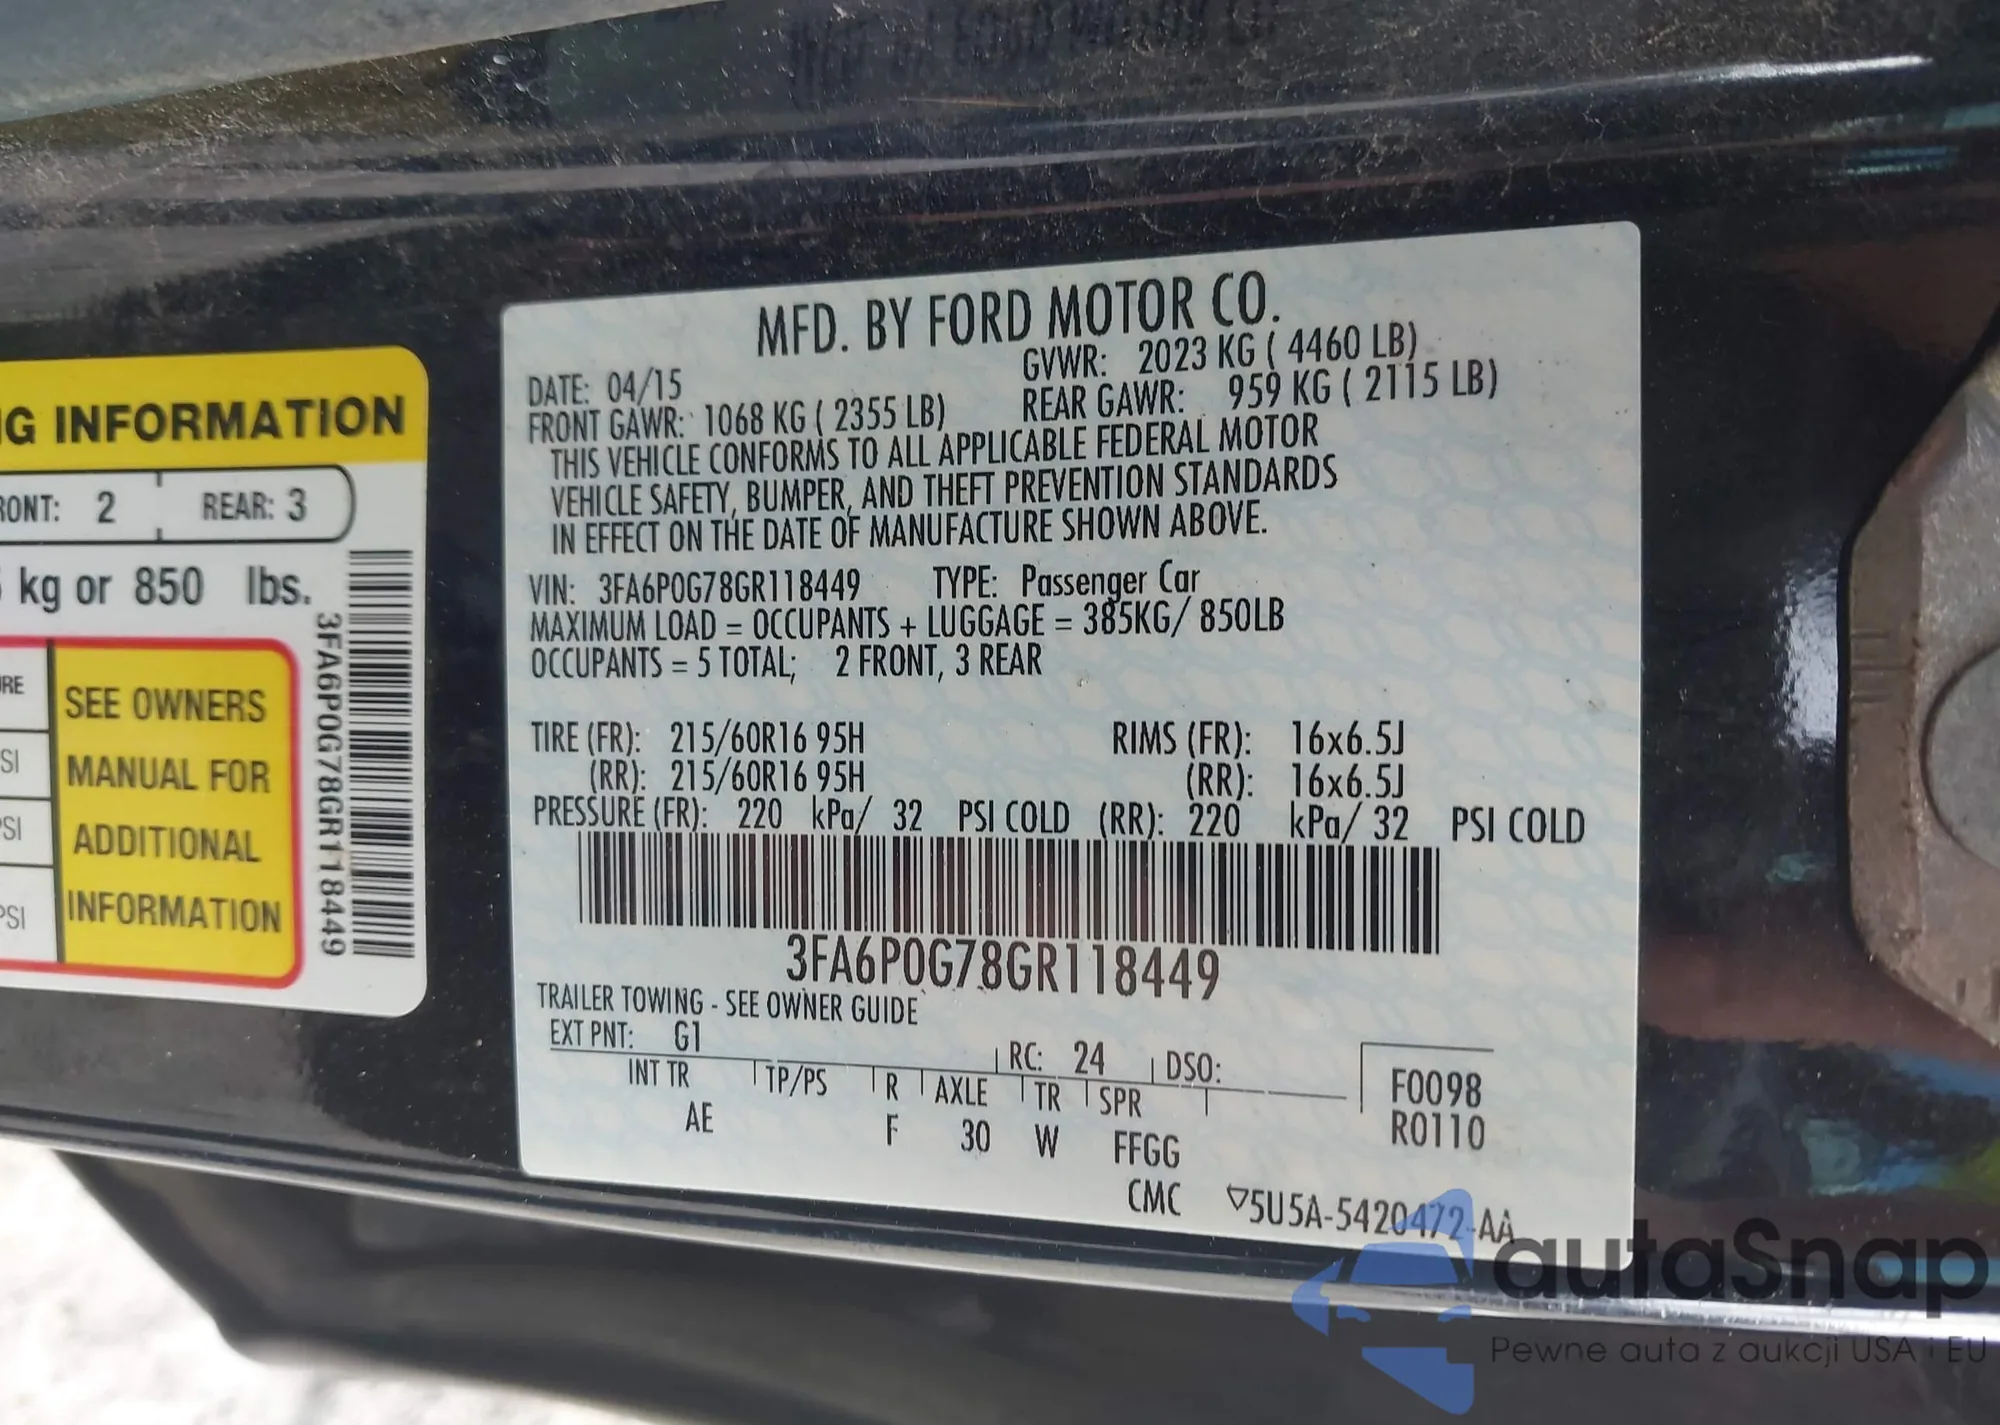 G INFORMATION
RONT: 2 REAR: 3
kg or 850 lbs.
SEE OWNERS
MANUAL FOR
ADDITIONAL
INFORMATION
RE
SI
PSI
PSI
3FA6P0G78GR118449
MFD. BY FORD MOTOR CO.
DATE: 04/15 GVWR: 2023 KG ( 4460 LB)
FRONT GAWR: 1068 KG ( 2355 LB) REAR GAWR: 959 KG ( 2115 LB)
THIS VEHICLE CONFORMS TO ALL APPLICABLE FEDERAL MOTOR
VEHICLE SAFETY, BUMPER, AND THEFT PREVENTION STANDARDS
IN EFFECT ON THE DATE OF MANUFACTURE SHOWN ABOVE.
VIN: 3FA6P0G78GR118449 TYPE: Passenger Car
MAXIMUM LOAD = OCCUPANTS + LUGGAGE = 385KG/ 850LB
OCCUPANTS = 5 TOTAL; 2 FRONT, 3 REAR
TIRE (FR): 215/60R16 95H RIMS (FR): 16x6.5J
(RR): 215/60R16 95H (RR): 16x6.5J
PRESSURE (FR): 220 kPa/ 32 PSI COLD (RR): 220 kPa/ 32 PSI COLD
3FA6P0G78GR118449
TRAILER TOWING - SEE OWNER GUIDE
EXT PNT: G1 RC: 24 DSO:
INT TR TP/PS R AXLE TR SPR F0098
AE F 30 W FFGG R0110
CMC ▽5U5A-5420472-AA
autaSnap
Pewne auta z aukcji USA i EU